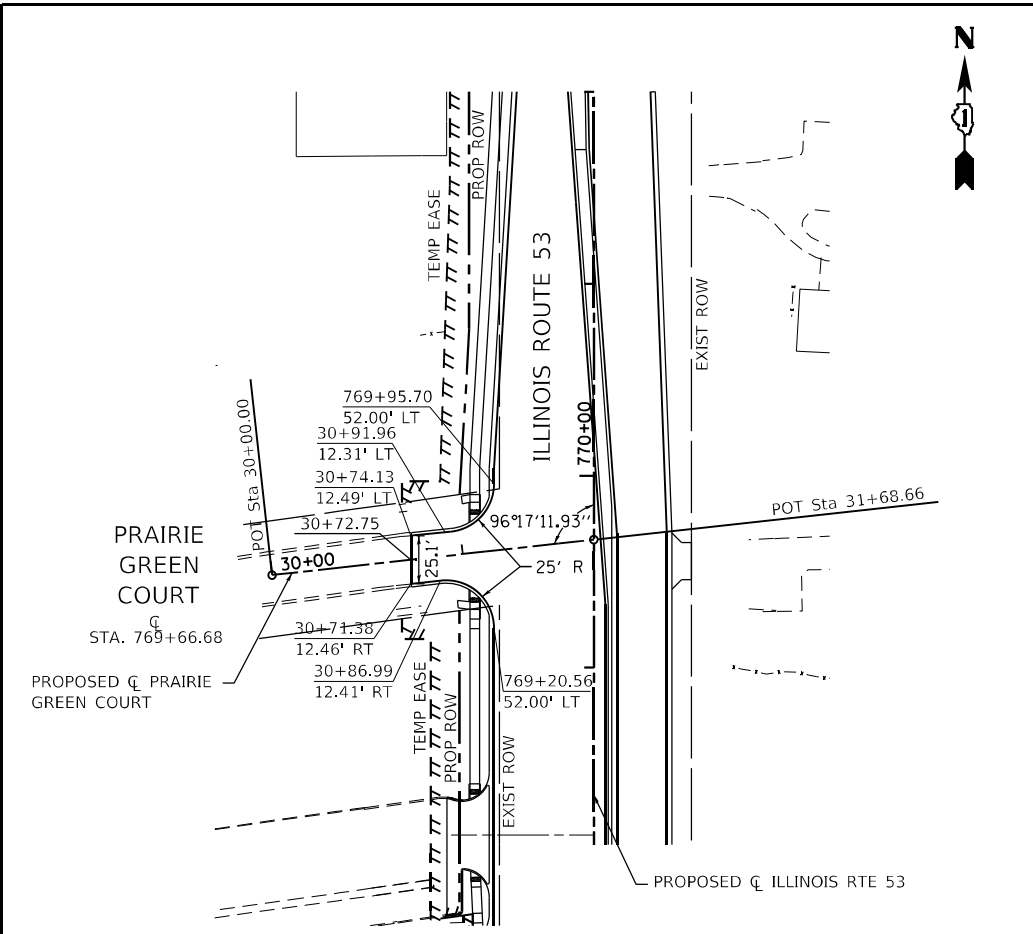 N
1
PROP ROW
TEMP EASE
ILLINOIS ROUTE 53
EXIST ROW
769+95.70
52.00' LT
30+91.96
12.31' LT
30+74.13
12.49' LT
30+72.75
770+00
96°17'11.93''
POT Sta 31+68.66
POT Sta 30+00.00
30+00
25.1'
25' R
PRAIRIE
GREEN
COURT
℄
STA. 769+66.68
30+71.38
12.46' RT
30+86.99
12.41' RT
769+20.56
52.00' LT
PROPOSED ℄ PRAIRIE
GREEN COURT
TEMP EASE
PROP ROW
EXIST ROW
PROPOSED ℄ ILLINOIS RTE 53